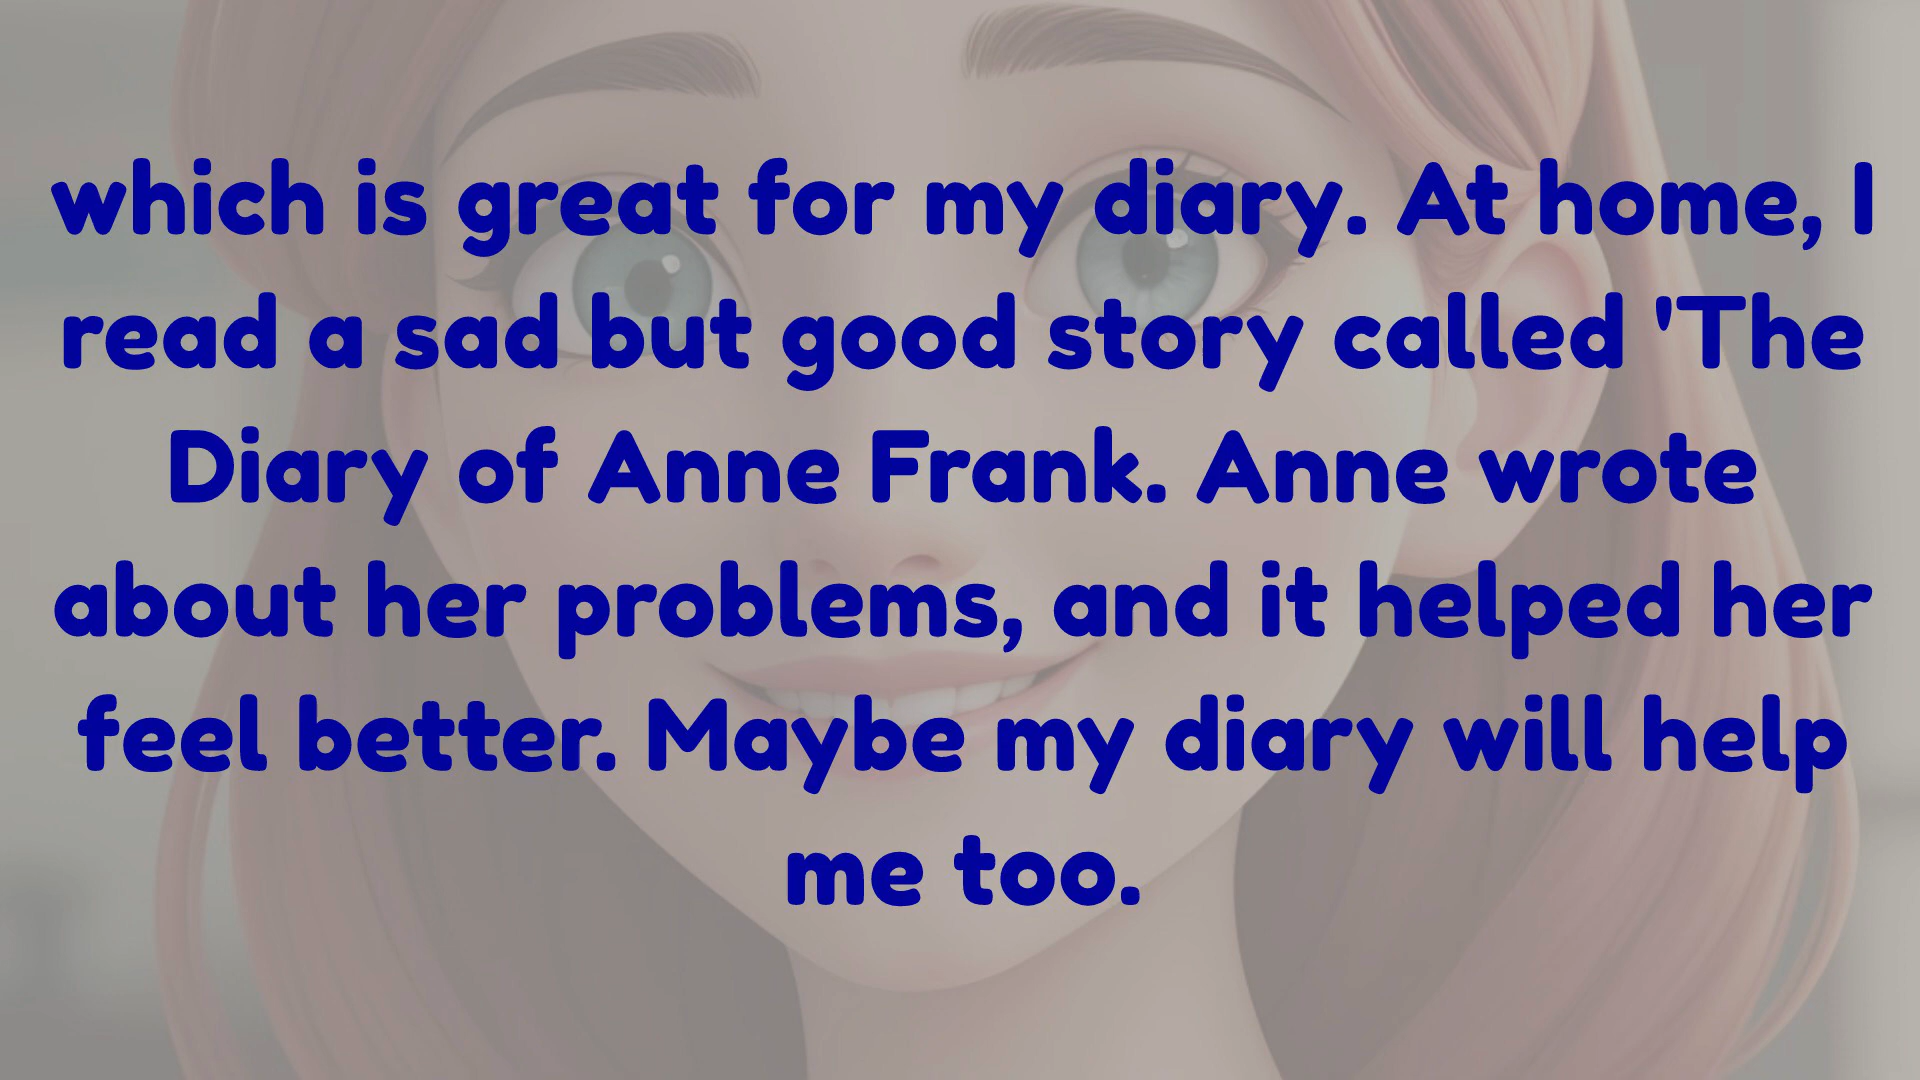 which is great for my diary. At home, I
read a sad but good story called 'The
Diary of Anne Frank. Anne wrote
about her problems, and it helped her
feel better. Maybe my diary will help
me too.